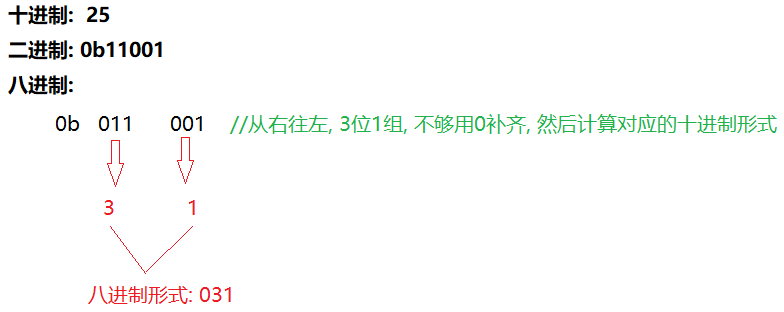 十进制: 25
二进制: 0b11001
八进制:
0b 011 001 //从右往左, 3位1组, 不够用0补齐, 然后计算对应的十进制形式
3 1
八进制形式: 031